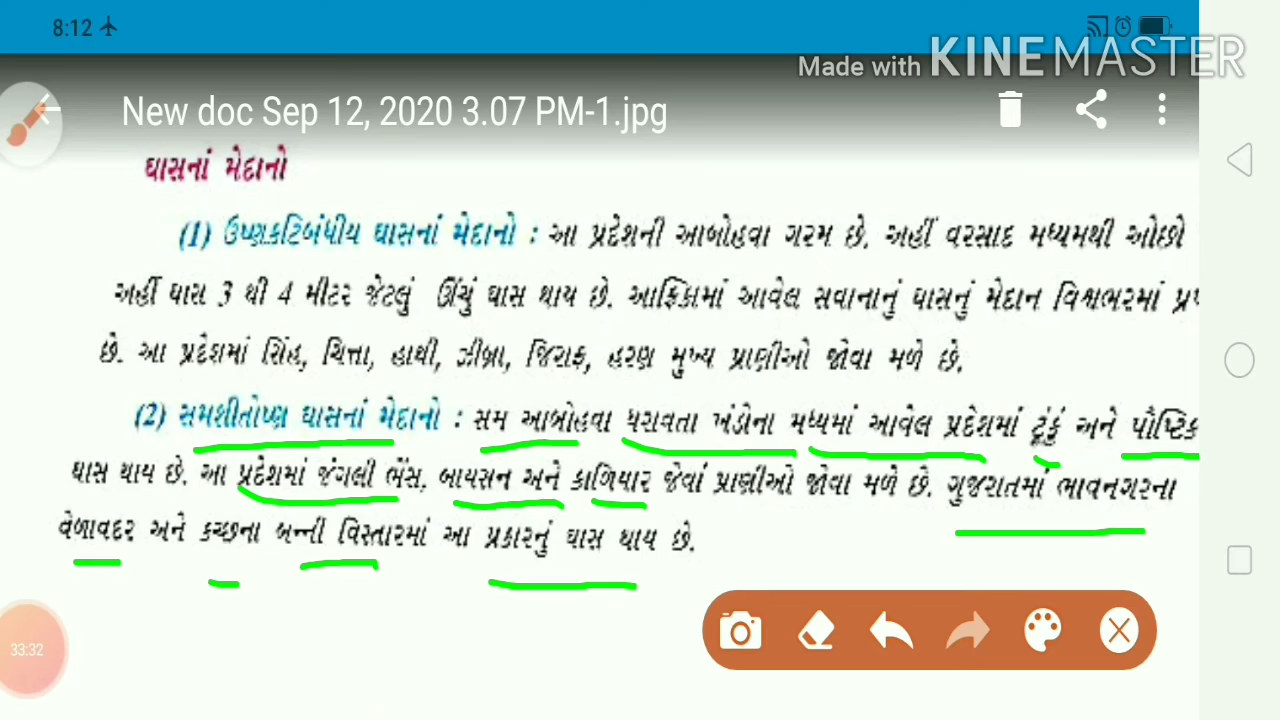 8:12
Made with KINEMASTER
New doc Sep 12, 2020 3.07 PM-1.jpg
ઘાસનાં મેદાનો
(1) ઉષ્ણકટિબંધીય ઘાસનાં મેદાનો : આ પ્રદેશની આબોહવા ગરમ છે. અહીં વરસાદ મધ્યમથી ઓછો
અહીં ઘાસ 3 થી 4 મીટર જેટલું ઊંચું ઘાસ થાય છે. આફ્રિકામાં આવેલ સવાનાનું ઘાસનું મેદાન વિશ્વભરમાં
છે. આ પ્રદેશમાં સિંહ, ચિત્તા, હાથી, ઝીબ્રા, જિરાફ, હરણ મુખ્ય પ્રાણીઓ જોવા મળે છે.
(2) સમશીતોષ્ણ ઘાસનાં મેદાનો : સમ આબોહવા ધરાવતા ખંડોના મધ્યમાં આવેલ પ્રદેશમાં ટૂંકું અને પૌષ્ટિક
ઘાસ થાય છે. આ પ્રદેશમાં જંગલી ભેંસ, બાયસન અને કાળિયાર જેવાં પ્રાણીઓ જોવા મળે છે. ગુજરાતમાં ભાવનગરના
વેળાવદર અને કચ્છના બન્ની વિસ્તારમાં આ પ્રકારનું ઘાસ થાય છે.
33:32